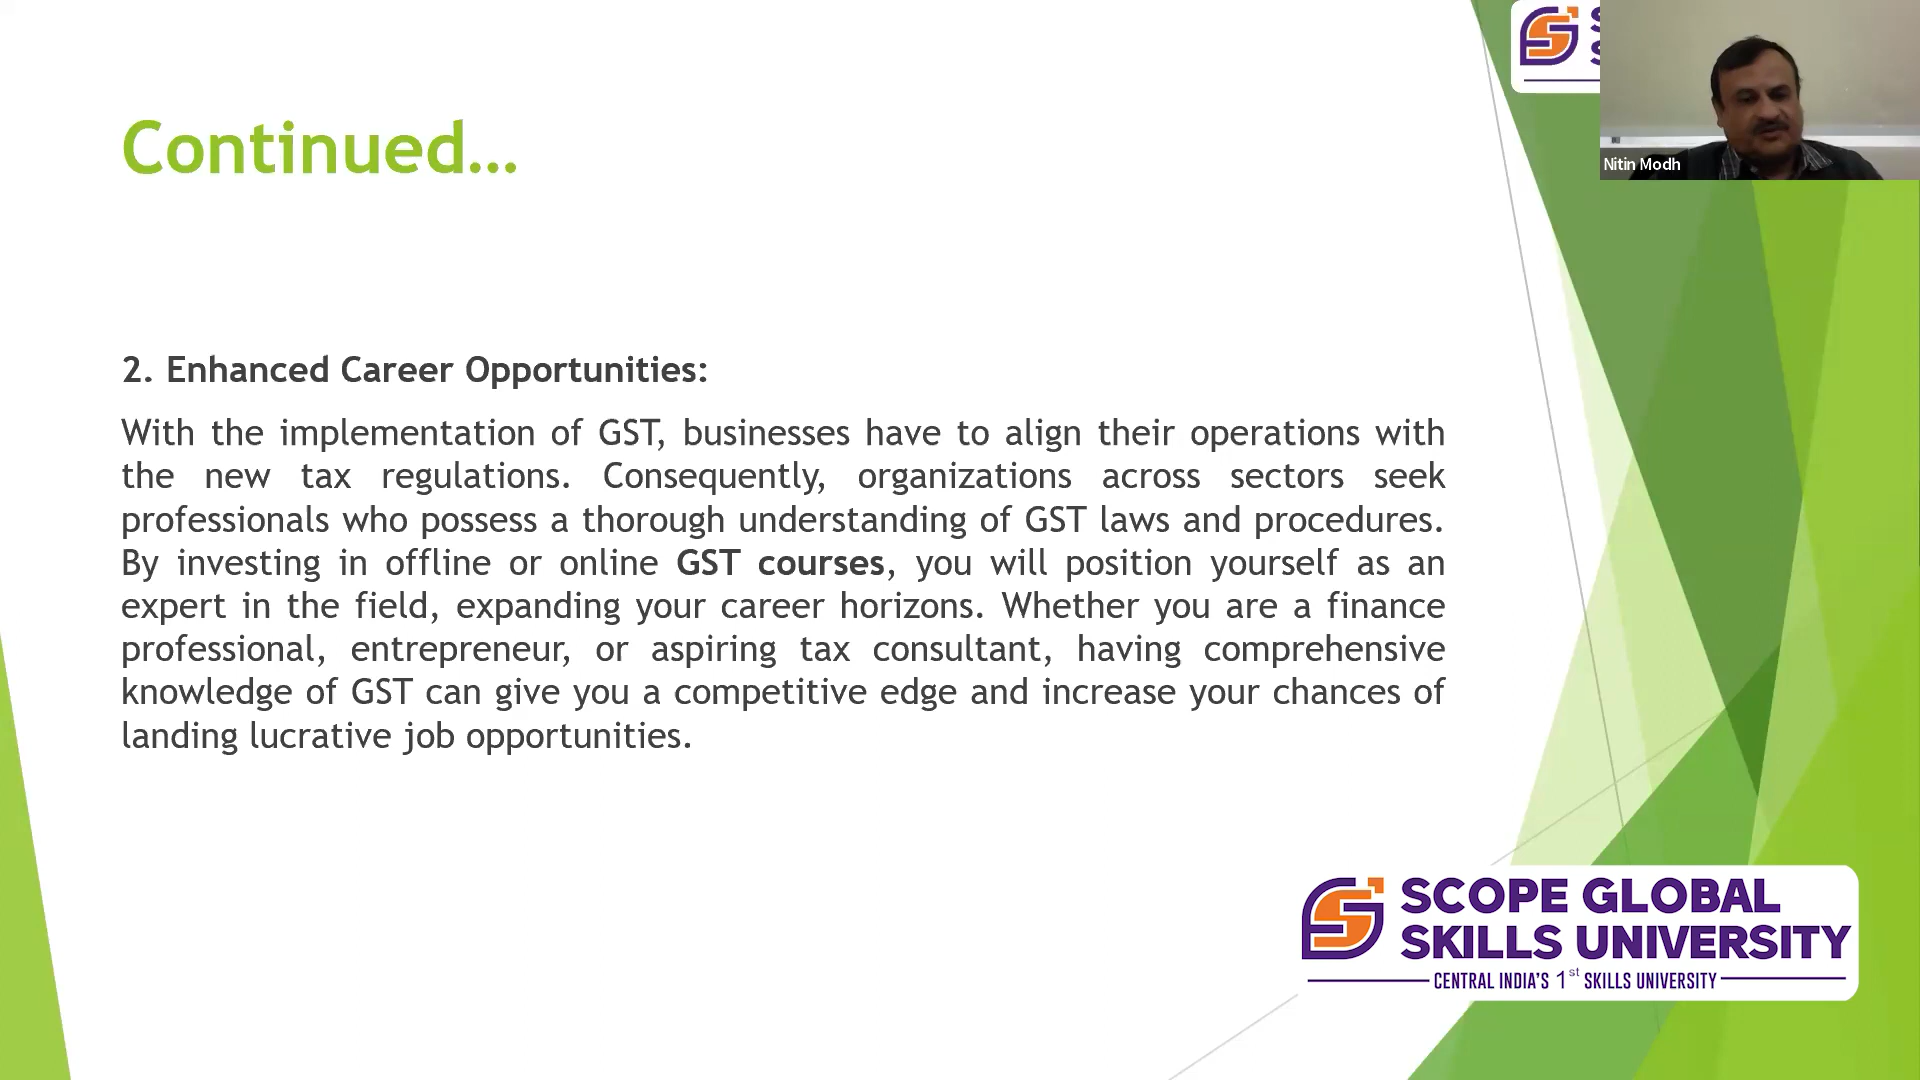 Continued...
Nitin Modh
2. Enhanced Career Opportunities:
With the implementation of GST, businesses have to align their operations with
the new tax regulations. Consequently, organizations across sectors seek
professionals who possess a thorough understanding of GST laws and procedures.
By investing in offline or online GST courses, you will position yourself as an
expert in the field, expanding your career horizons. Whether you are a finance
professional, entrepreneur, or aspiring tax consultant, having comprehensive
knowledge of GST can give you a competitive edge and increase your chances of
landing lucrative job opportunities.
SCOPE GLOBAL
SKILLS UNIVERSITY
CENTRAL INDIA'S 1st SKILLS UNIVERSITY